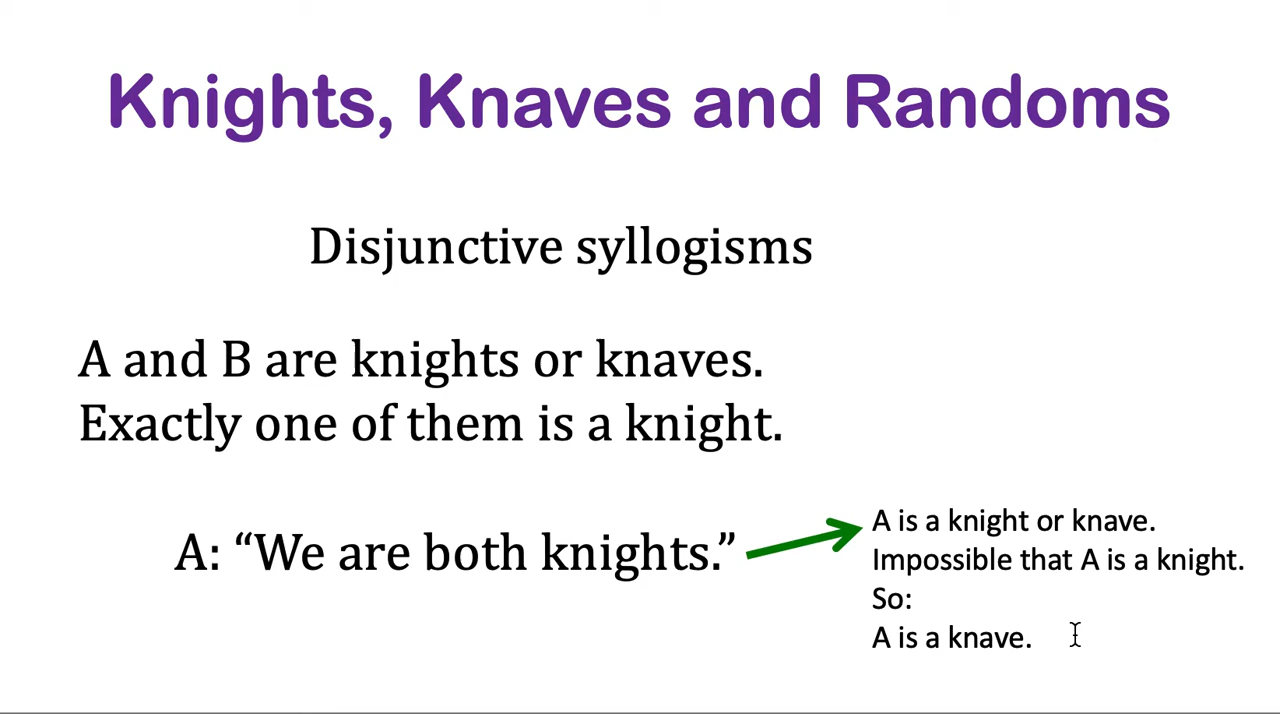 Knights, Knaves and Randoms
Disjunctive syllogisms
A and B are knights or knaves.
Exactly one of them is a knight.
A: “We are both knights.”
A is a knight or knave.
Impossible that A is a knight.
So:
A is a knave.